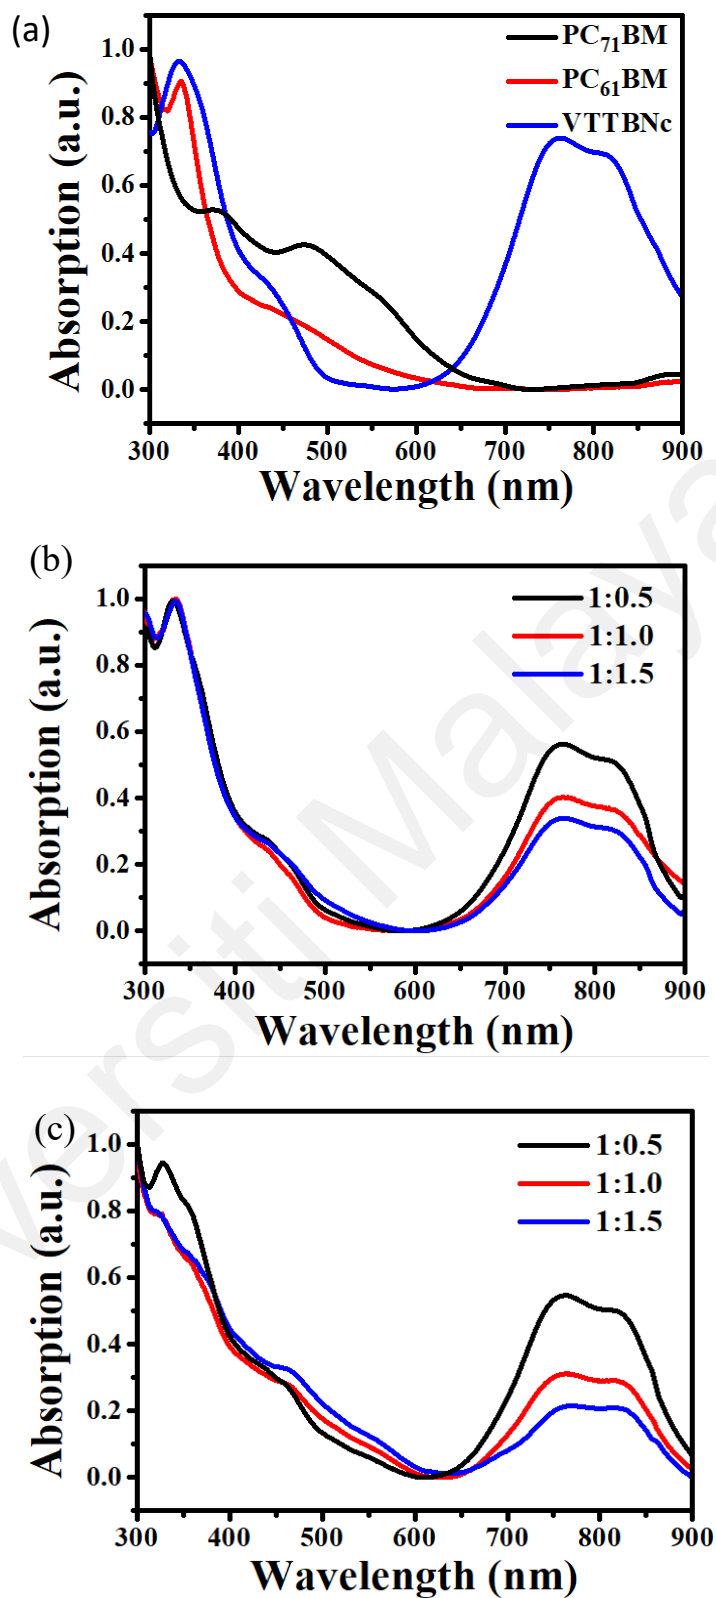 (a)
PC71BM
PC61BM
VTTBNc
1.0
0.8
0.6
0.4
0.2
0.0
Absorption (a.u.)
300 400 500 600 700 800 900
Wavelength (nm)
(b)
1:0.5
1:1.0
1:1.5
1.0
0.8
0.6
0.4
0.2
0.0
Absorption (a.u.)
300 400 500 600 700 800 900
Wavelength (nm)
(c)
1:0.5
1:1.0
1:1.5
1.0
0.8
0.6
0.4
0.2
0.0
Absorption (a.u.)
300 400 500 600 700 800 900
Wavelength (nm)
versiti Malaya